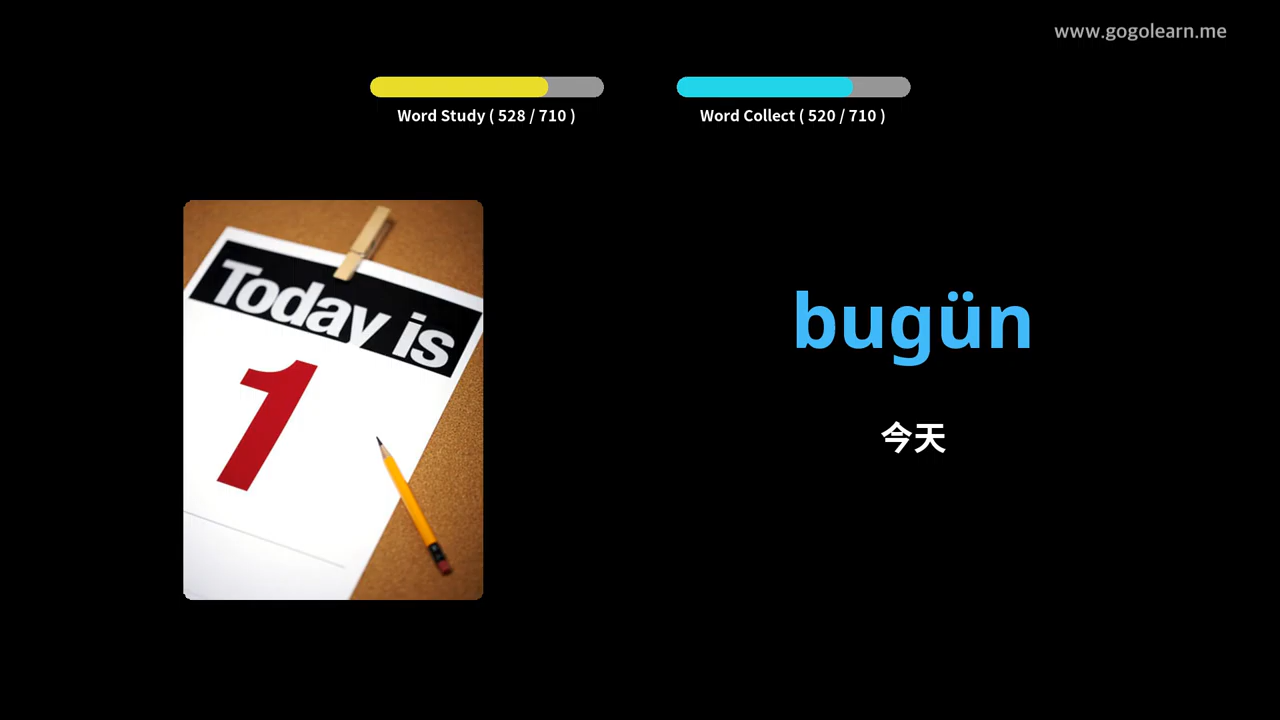 www.gogolearn.me
Word Study ( 528 / 710 )
Word Collect ( 520 / 710 )
Today is
1
bugün
今天